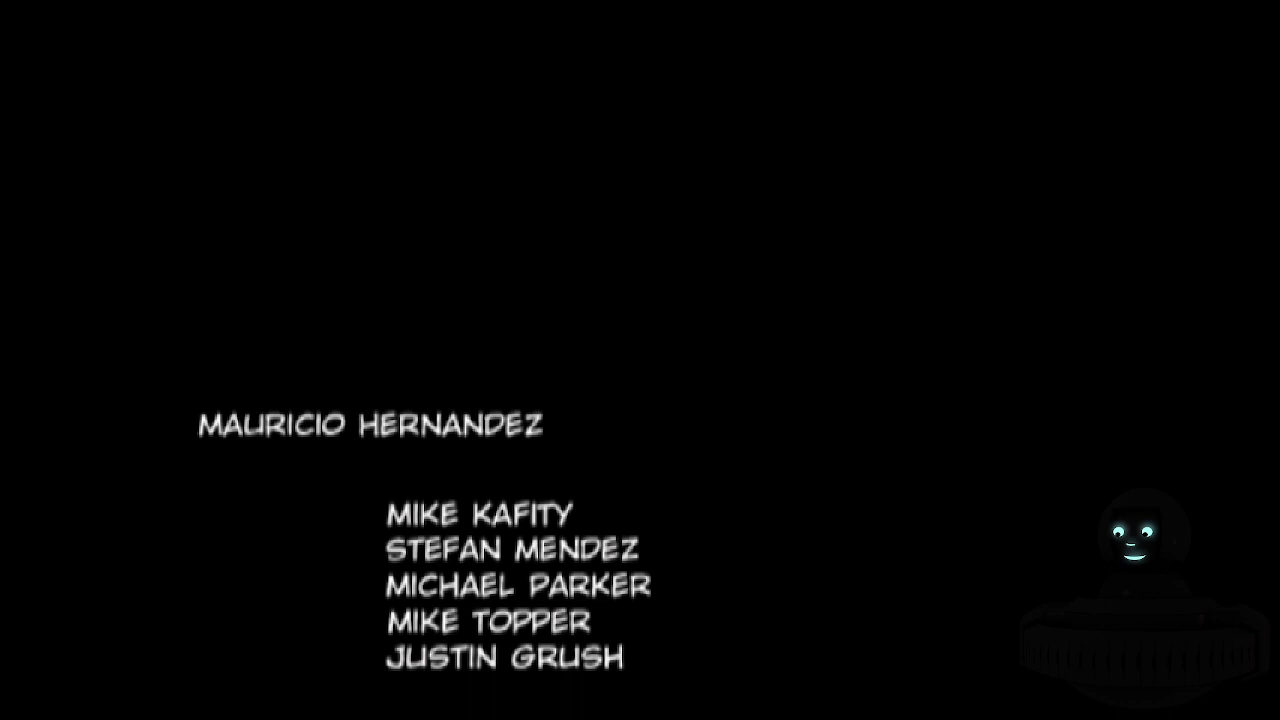 MAURICIO HERNANDEZ
MIKE KAFITY
STEFAN MENDEZ
MICHAEL PARKER
MIKE TOPPER
JUSTIN GRUSH